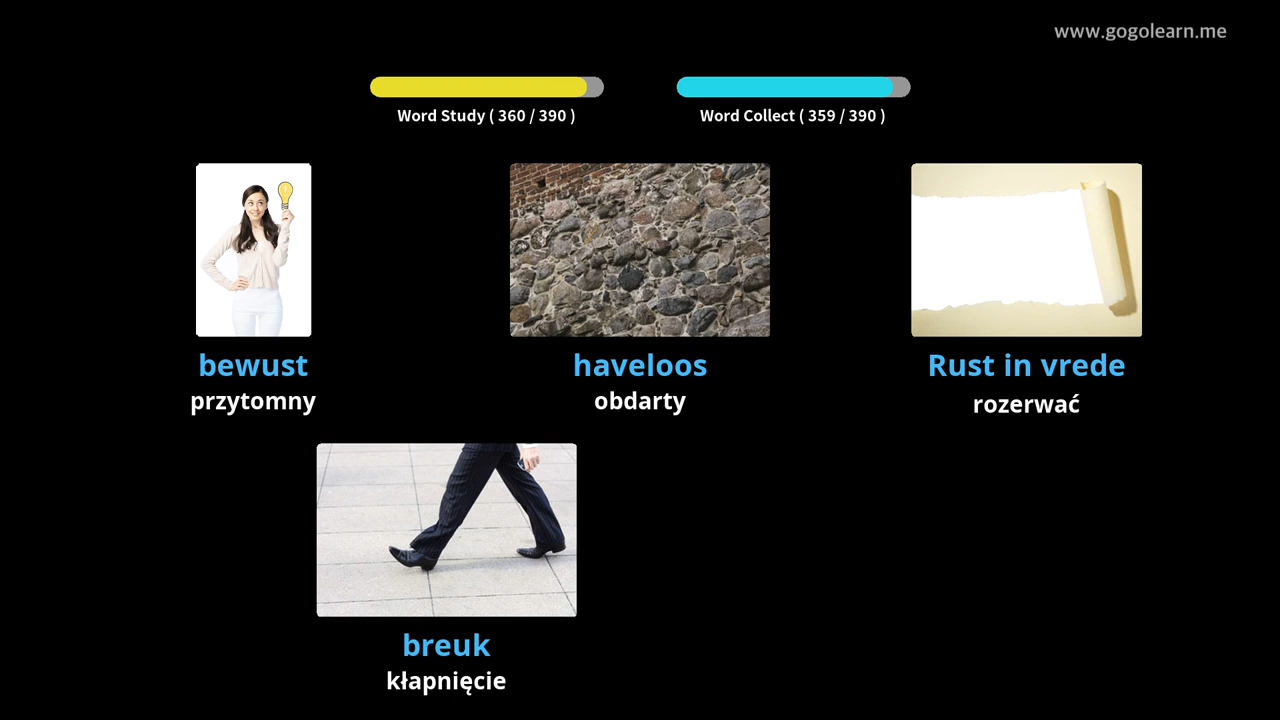 www.gogolearn.me
Word Study ( 360 / 390 )
Word Collect ( 359 / 390 )
bewust
przytomny
haveloos
obdarty
Rust in vrede
rozerwać
breuk
kłapnięcie